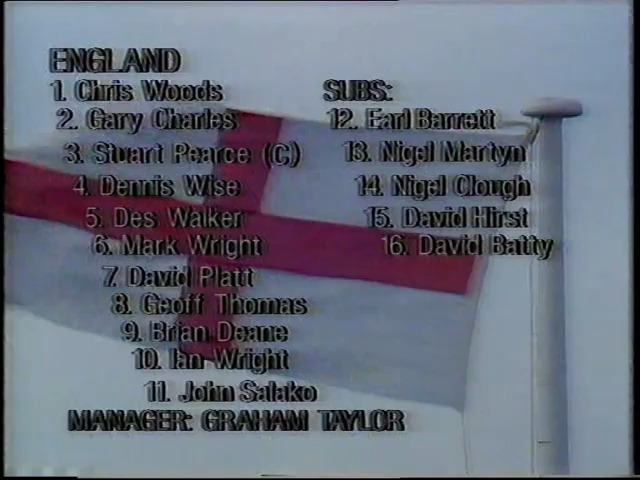 ENGLAND
1. Chris Woods
2. Gary Charles
3. Stuart Pearce (C)
4. Dennis Wise
5. Des Walker
6. Mark Wright
7. David Platt
8. Geoff Thomas
9. Brian Deane
10. Ian Wright
11. John Salako
MANAGER: GRAHAM TAYLOR
SUBS:
12. Earl Barrett
13. Nigel Martyn
14. Nigel Clough
15. David Hirst
16. David Batty